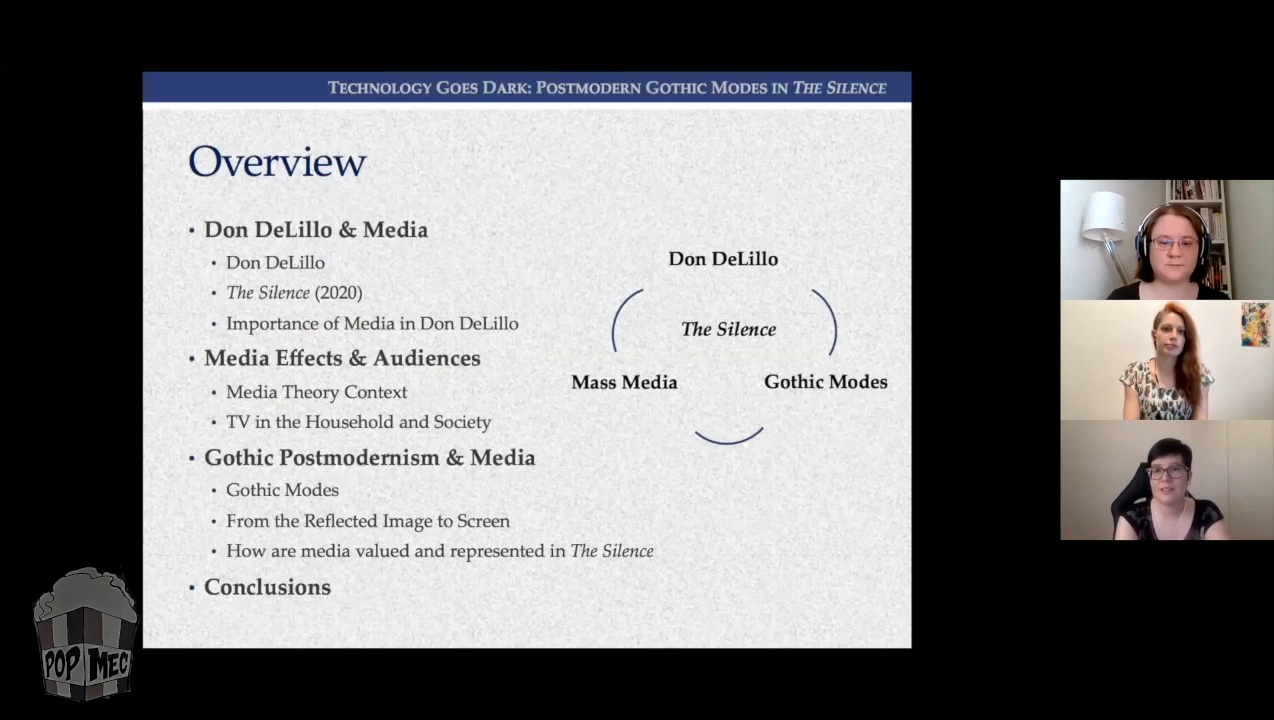 TECHNOLOGY GOES DARK: POSTMODERN GOTHIC MODES IN THE SILENCE
Overview
• Don DeLillo & Media
• Don DeLillo
• The Silence (2020)
• Importance of Media in Don DeLillo
• Media Effects & Audiences
• Media Theory Context
• TV in the Household and Society
• Gothic Postmodernism & Media
• Gothic Modes
• From the Reflected Image to Screen
• How are media valued and represented in The Silence
• Conclusions
Don DeLillo
The Silence
Mass Media
Gothic Modes
POP MEC